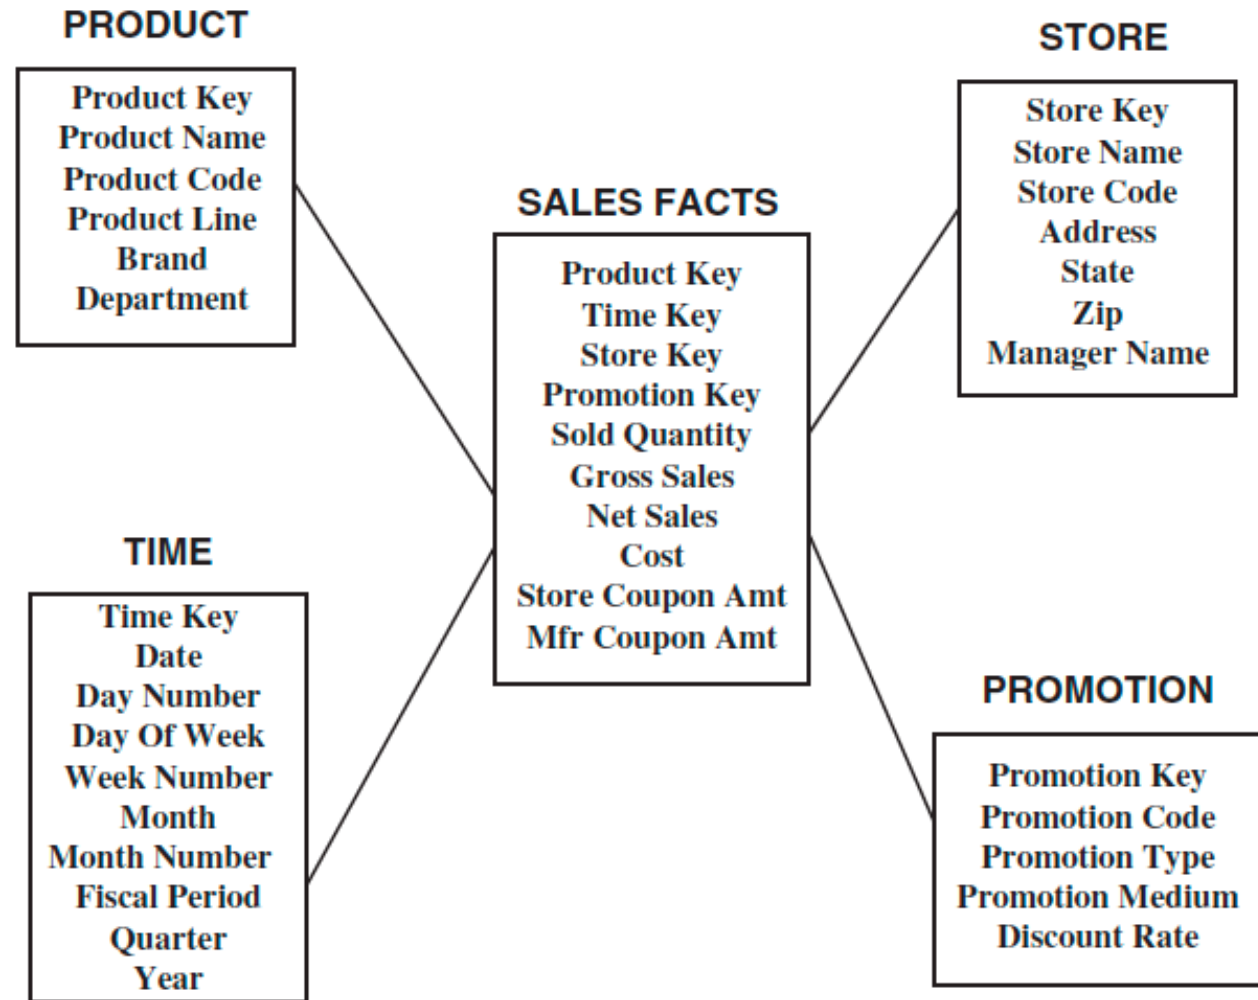 PRODUCT
Product Key
Product Name
Product Code
Product Line
Brand
Department
STORE
Store Key
Store Name
Store Code
Address
State
Zip
Manager Name
SALES FACTS
Product Key
Time Key
Store Key
Promotion Key
Sold Quantity
Gross Sales
Net Sales
Cost
Store Coupon Amt
Mfr Coupon Amt
TIME
Time Key
Date
Day Number
Day Of Week
Week Number
Month
Month Number
Fiscal Period
Quarter
Year
PROMOTION
Promotion Key
Promotion Code
Promotion Type
Promotion Medium
Discount Rate